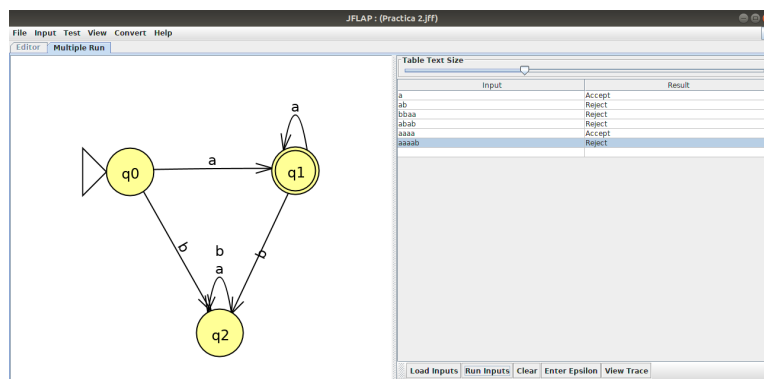 JFLAP : (Practica 2.jff)
File Input Test View Convert Help
Editor Multiple Run
Table Text Size
Input Result
a Accept
ab Reject
bbaa Reject
abab Reject
aaaa Accept
aaaab Reject
a
a
q0
q1
b
b
b
a
q2
Load Inputs Run Inputs Clear Enter Epsilon View Trace